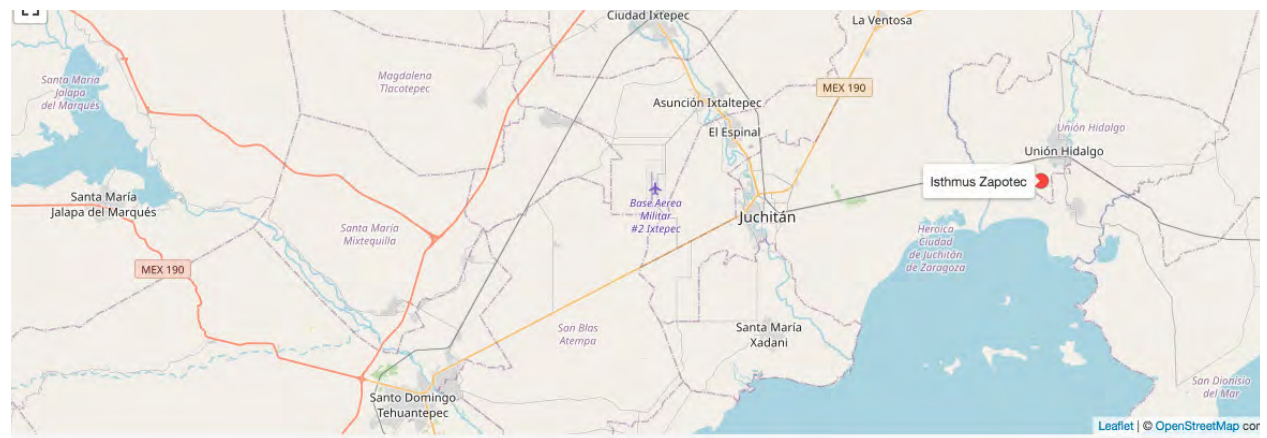 Ciudad Ixtepec
La Ventosa
Santa María
Jalapa
del Marqués
Magdalena
Tlacotepec
MEX 190
Asunción Ixtaltepec
El Espinal
Unión Hidalgo
Unión Hidalgo
Isthmus Zapotec
Santa María
Jalapa del Marqués
Base Aerea
Militar
#2 Ixtepec
Juchitán
Santa María
Mixtequilla
Heroica
Ciudad
de Juchitán
de Zaragoza
MEX 190
San Blas
Atempa
Santa María
Xadani
San Dionisio
del Mar
Santo Domingo
Tehuantepec
Leaflet | © OpenStreetMap con